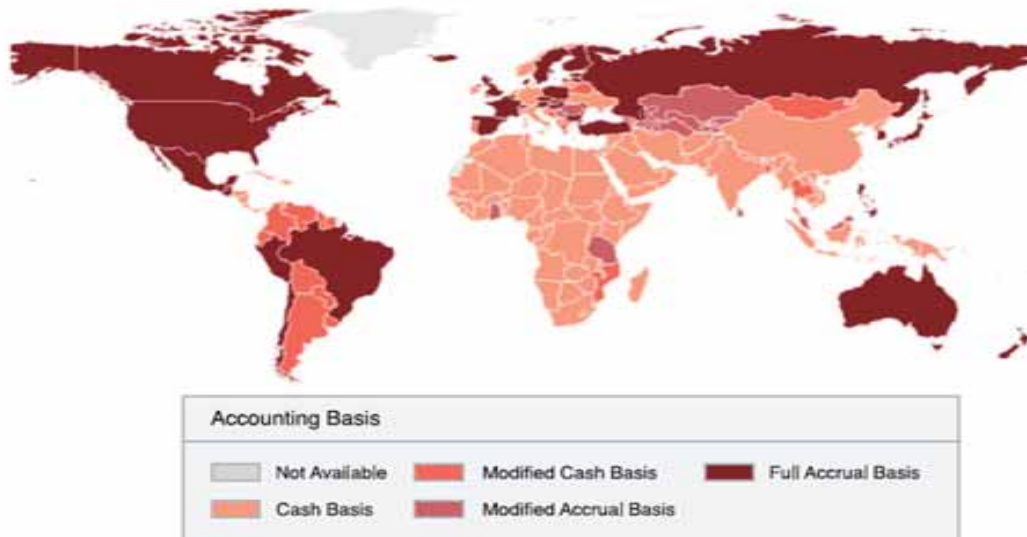 Accounting Basis
Not Available
Modified Cash Basis
Full Accrual Basis
Cash Basis
Modified Accrual Basis